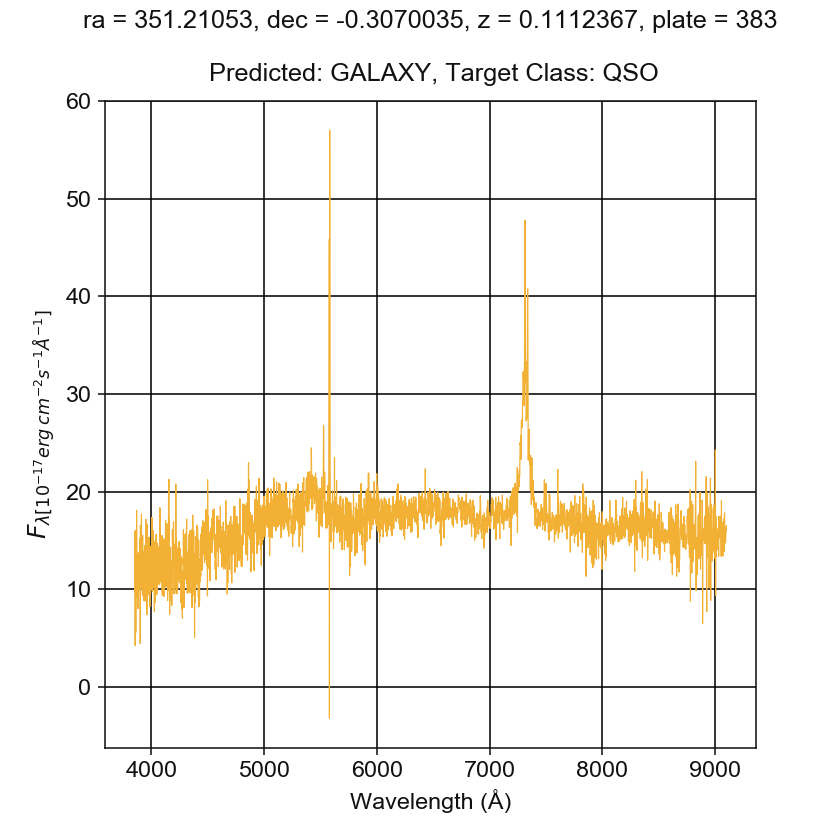 ra = 351.21053, dec = -0.3070035, z = 0.1112367, plate = 383
Predicted: GALAXY, Target Class: QSO
60
50
40
30
20
10
0
F_λ[10⁻¹⁷erg cm⁻²s⁻¹Å⁻¹]
4000 5000 6000 7000 8000 9000
Wavelength (Å)